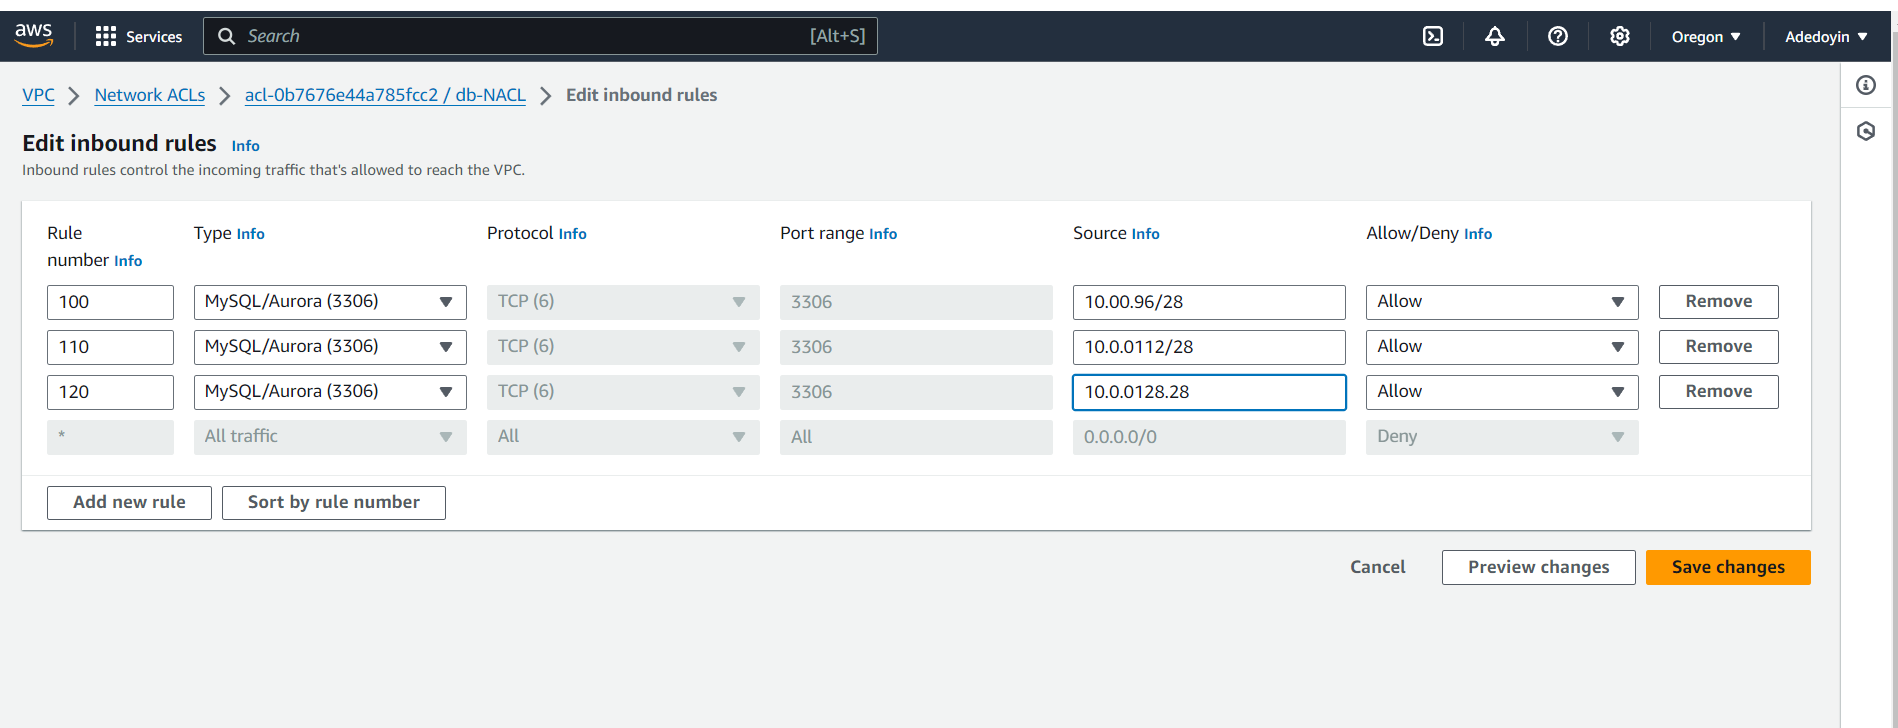 aws Services Search [Alt+S] Oregon Adedoyin
VPC Network ACLs acl-0b7676e44a785fcc2 / db-NACL Edit inbound rules
Edit inbound rules Info
Inbound rules control the incoming traffic that's allowed to reach the VPC.
Rule number Info Type Info Protocol Info Port range Info Source Info Allow/Deny Info
100 MySQL/Aurora (3306) TCP (6) 3306 10.00.96/28 Allow Remove
110 MySQL/Aurora (3306) TCP (6) 3306 10.0.0112/28 Allow Remove
120 MySQL/Aurora (3306) TCP (6) 3306 10.0.0128.28 Allow Remove
* All traffic All All 0.0.0.0/0 Deny
Add new rule Sort by rule number
Cancel Preview changes Save changes